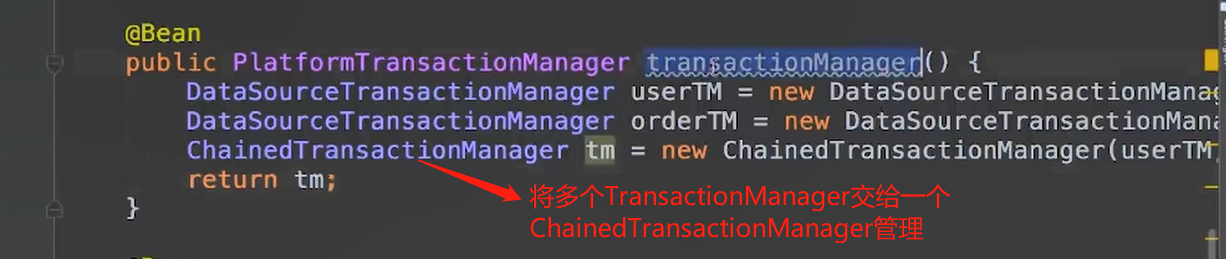 @Bean
public PlatformTransactionManager transactionManager() {
DataSourceTransactionManager userTM = new DataSourceTransactionMana
DataSourceTransactionManager orderTM = new DataSourceTransactionMan
ChainedTransactionManager tm = new ChainedTransactionManager(userTM,
return tm;
}
将多个TransactionManager交给一个
ChainedTransactionManager管理